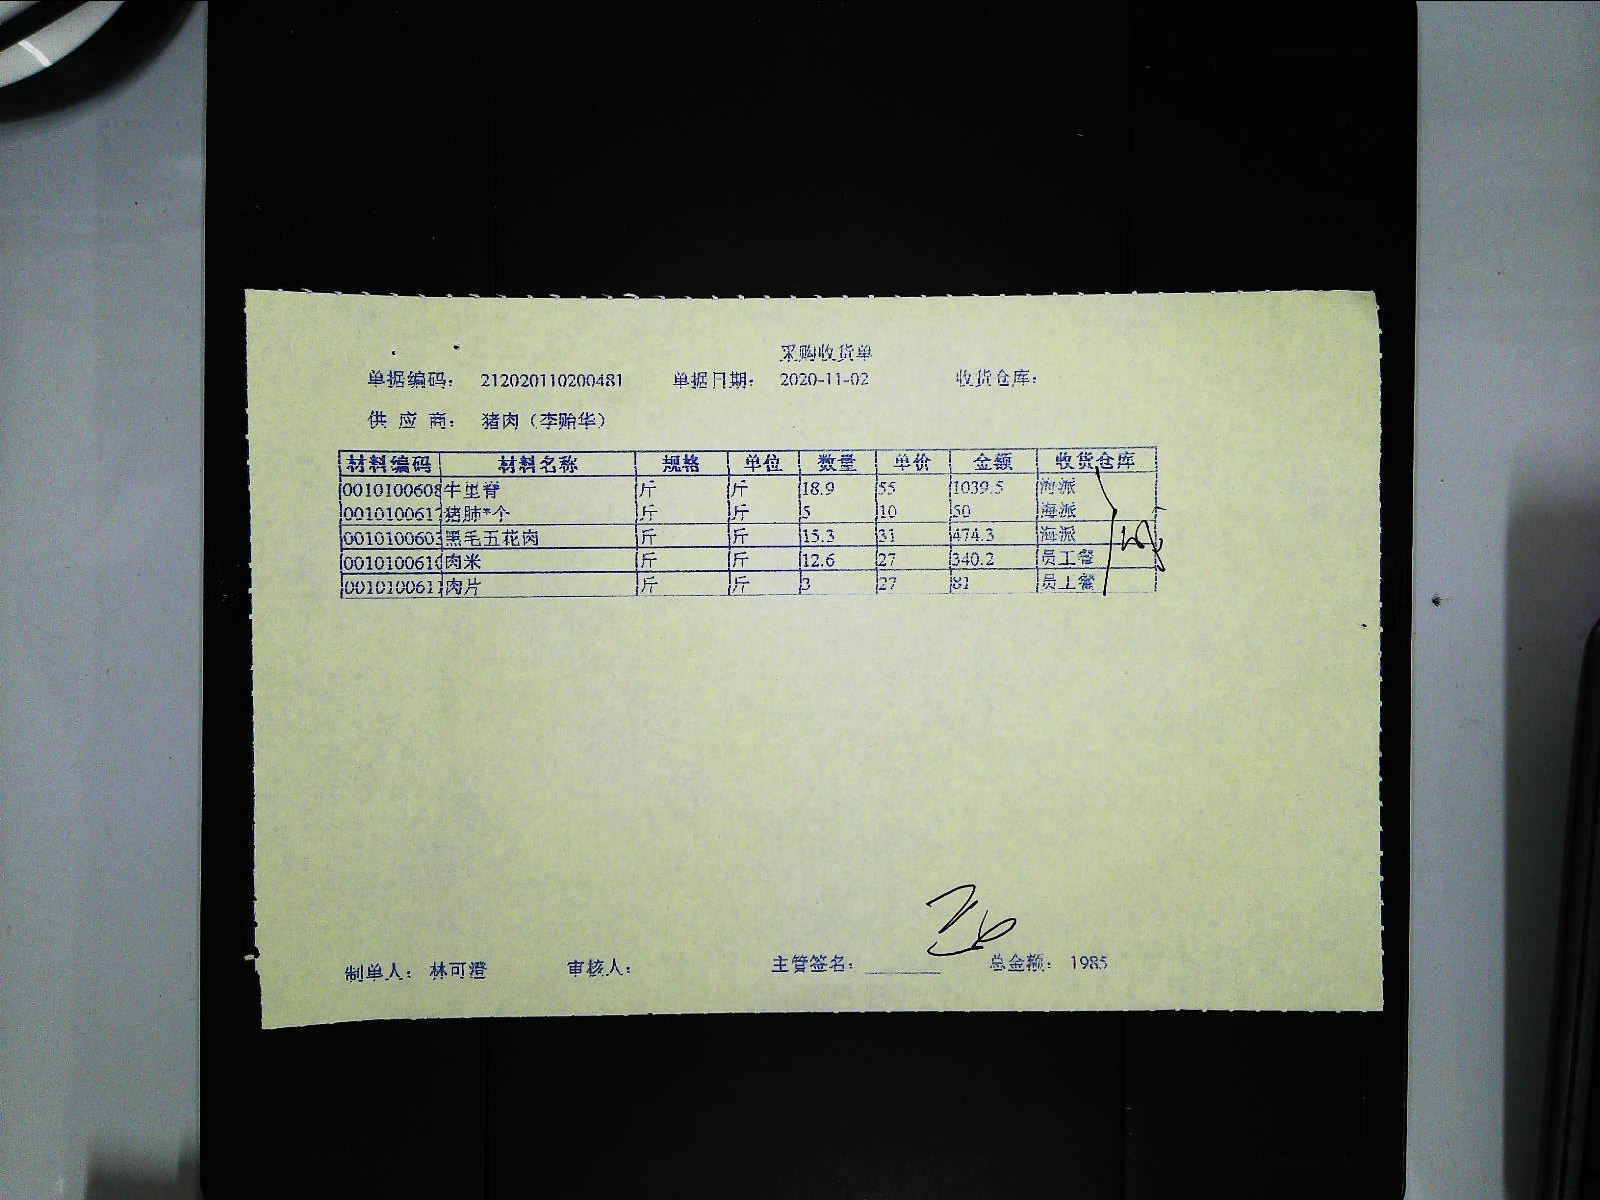 采购收货单
单据编码: 212020110200481 单据日期: 2020-11-02 收货仓库:
供应商: 猪肉(李贻华)
材料编码 材料名称 规格 单位 数量 单价 金额 收货仓库
0010100608 牛里脊 斤 斤 18.9 55 1039.5 海派
001010061 猪肺*个 斤 斤 5 10 50 海派
001010060 黑毛五花肉 斤 斤 15.3 31 474.3 海派
001010061 肉米 斤 斤 12.6 27 340.2 员工餐
001010061 肉片 斤 斤 3 27 81 员工餐
制单人: 林可澄 审核人: 主管签名: 总金额: 1985